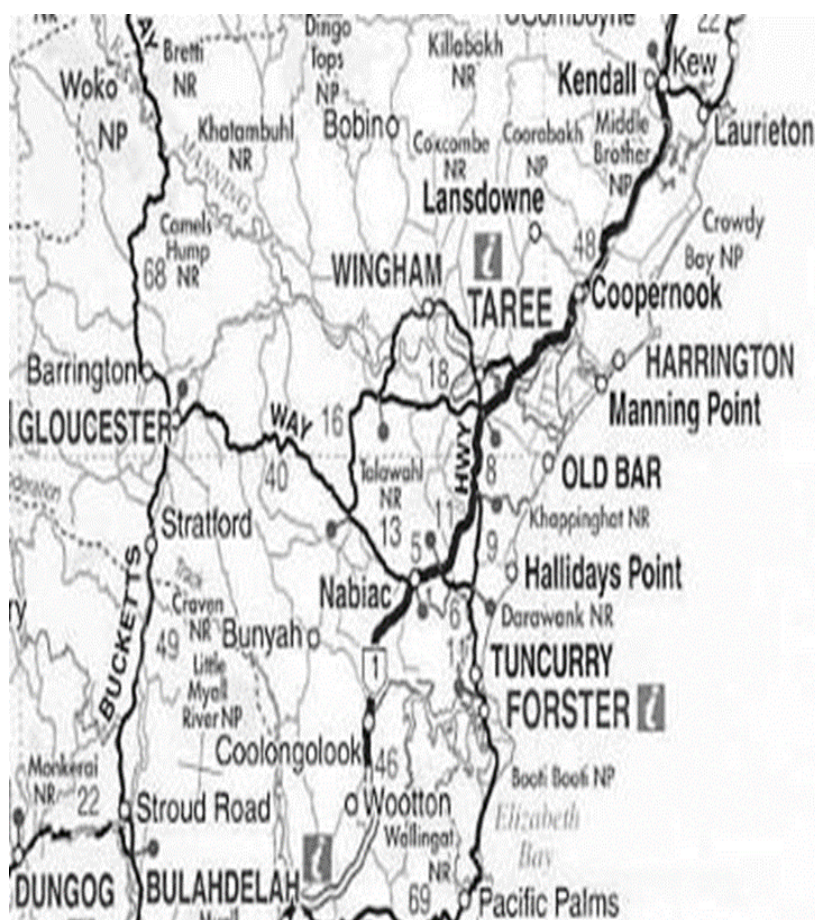 22
Dingo
Tops
NP
Bretti
NR
Killabakh
NR
Woko
NP
Kendall
Kew
Laurieton
Khatambuhl
NR
Bobin
Coxcombe
NR
Coorabakh
NP
Middle
Brother
NP
MANNING
Lansdowne
Camels
Hump
NR
68
48
Crowdy
Bay NP
WINGHAM
i
TAREE
Coopernook
Barrington
18
HARRINGTON
Manning Point
GLOUCESTER
WAY
16
HWY
40
Talawahl
NR
8
OLD BAR
Khappinghat NR
Stratford
13
11
5
9
Hallidays Point
BUCKETTS
Track
Craven
NR
Nabiac
1
6
Darawank NR
49
Bunyah
Little
Myall
River NP
1
11
TUNCURRY
FORSTER
i
Coolongolook
46
Monkerai
NR
22
Stroud Road
Wootton
Booti Booti NP
Elizabeth
Bay
Wallingat
NR
i
DUNGOG
BULAHDELAH
69
Pacific Palms